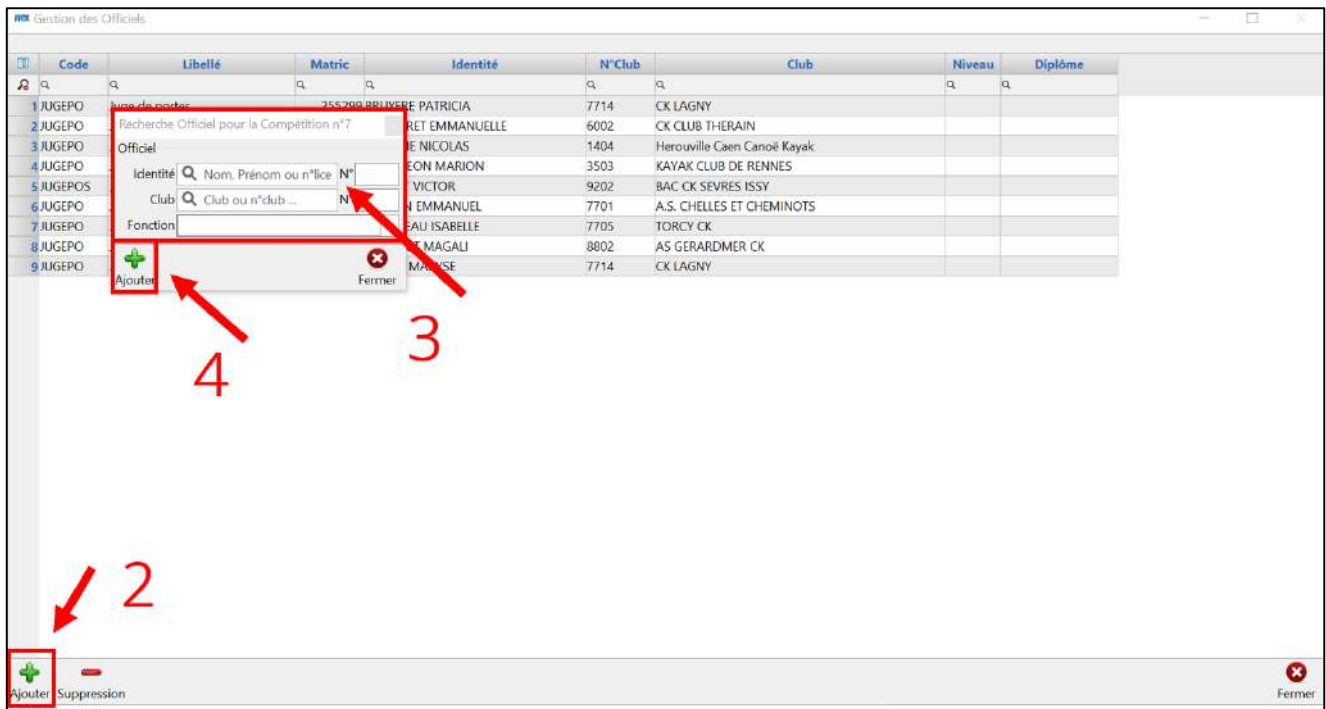 Gestion des Officiels
Code Libellé Matric Identité N°Club Club Niveau Diplôme
1 JUGEPO Juge de portes 255299 BRUYERE PATRICIA 7714 CK LAGNY
2 JUGEPO RET EMMANUELLE 6002 CK CLUB THERAIN
3 JUGEPO NICOLAS 1404 Herouville Caen Canoë Kayak
4 JUGEPO EON MARION 3503 KAYAK CLUB DE RENNES
5 JUGEPOS VICTOR 9202 BAC CK SEVRES ISSY
6 JUGEPO EMMANUEL 7701 A.S. CHELLES ET CHEMINOTS
7 JUGEPO EAU ISABELLE 7705 TORCY CK
8 JUGEPO MAGALI 8802 AS GERARDMER CK
9 JUGEPO 7714 CK LAGNY
Recherche Officiel pour la Compétition n°7
Officiel
Identité Nom, Prénom ou n°lice N°
Club Club ou n°club ... N°
Fonction
Ajouter Fermer
3
4
2
Ajouter Suppression Fermer